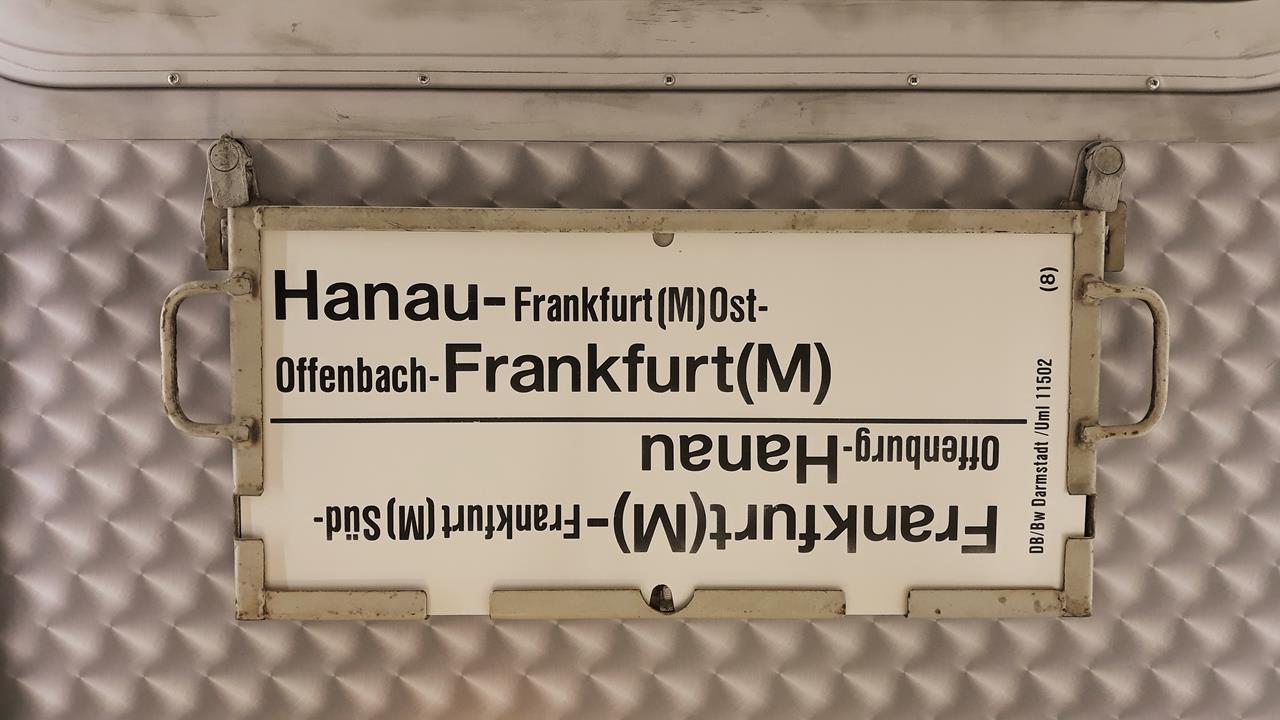 Hanau- Frankfurt (M) Ost-
Offenbach-Frankfurt(M)
Frankfurt(M)-Frankfurt (M) Süd-
Offenburg-Hanau
DB/Bw Darmstadt /Uml 11502 (8)